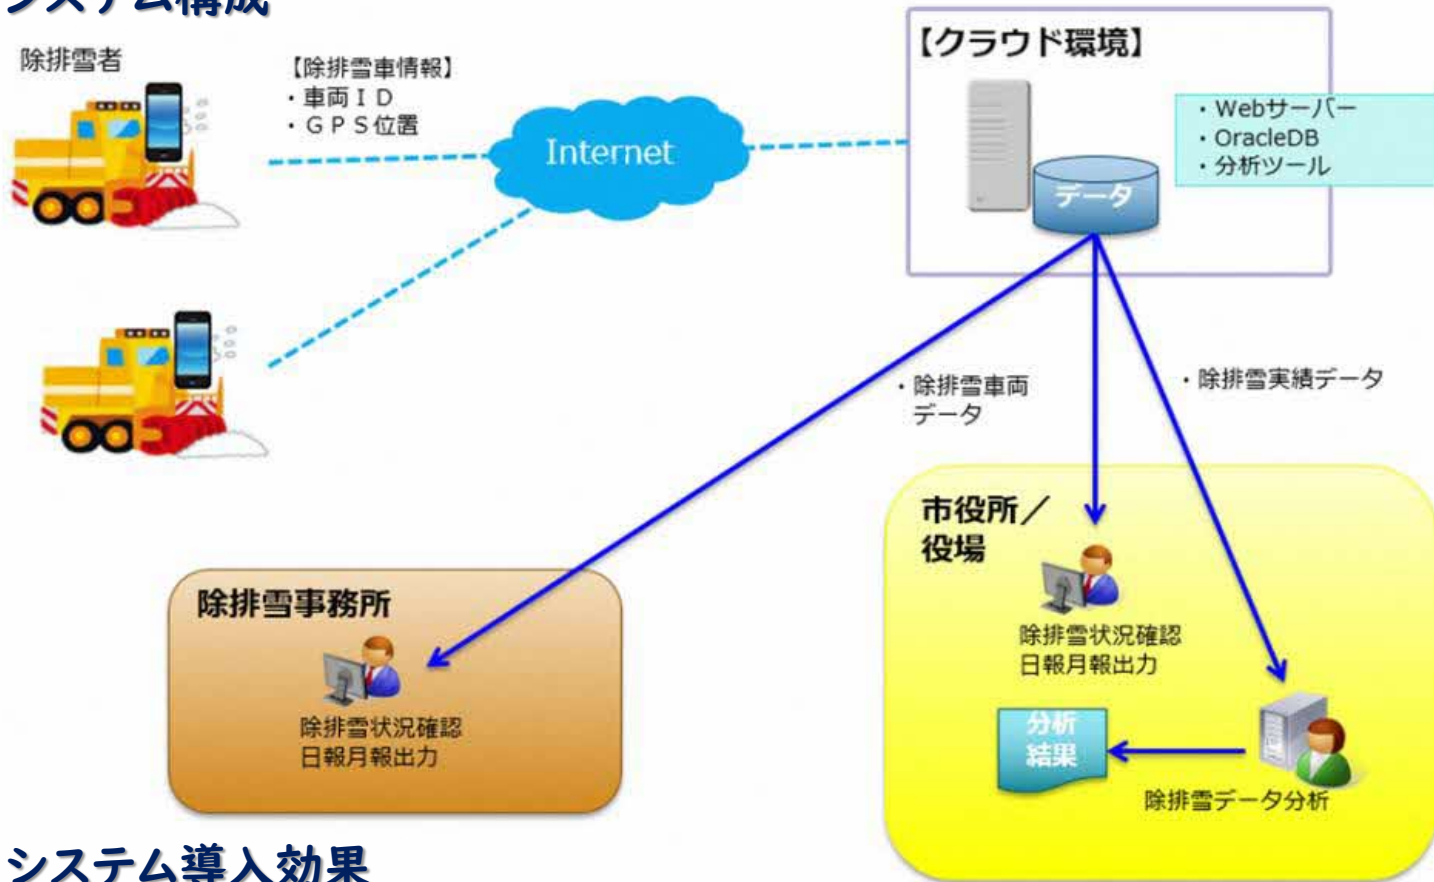 システム構成
除排雪者
【除排雪車情報】
・車両ＩＤ
・ＧＰＳ位置
Internet
【クラウド環境】
・Webサーバー
・OracleDB
・分析ツール
データ
・除排雪車両
データ
・除排雪実績データ
市役所／
役場
除排雪状況確認
日報月報出力
分析
結果
除排雪データ分析
除排雪事務所
除排雪状況確認
日報月報出力
システム導入効果